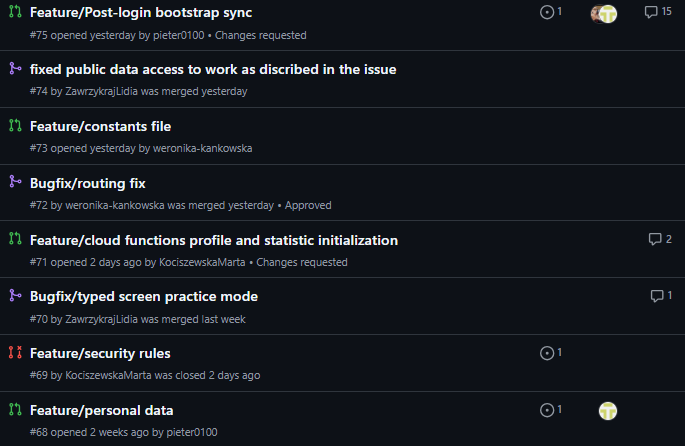 Feature/Post-login bootstrap sync 1 15
#75 opened yesterday by pieter0100 • Changes requested
fixed public data access to work as discribed in the issue
#74 by ZawrzykrajLidia was merged yesterday
Feature/constants file
#73 opened yesterday by weronika-kankowska
Bugfix/routing fix
#72 by weronika-kankowska was merged yesterday • Approved
Feature/cloud functions profile and statistic initialization 2
#71 opened 2 days ago by KociszewskaMarta • Changes requested
Bugfix/typed screen practice mode 1
#70 by ZawrzykrajLidia was merged last week
Feature/security rules 1
#69 by KociszewskaMarta was closed 2 days ago
Feature/personal data 1
#68 opened 2 weeks ago by pieter0100